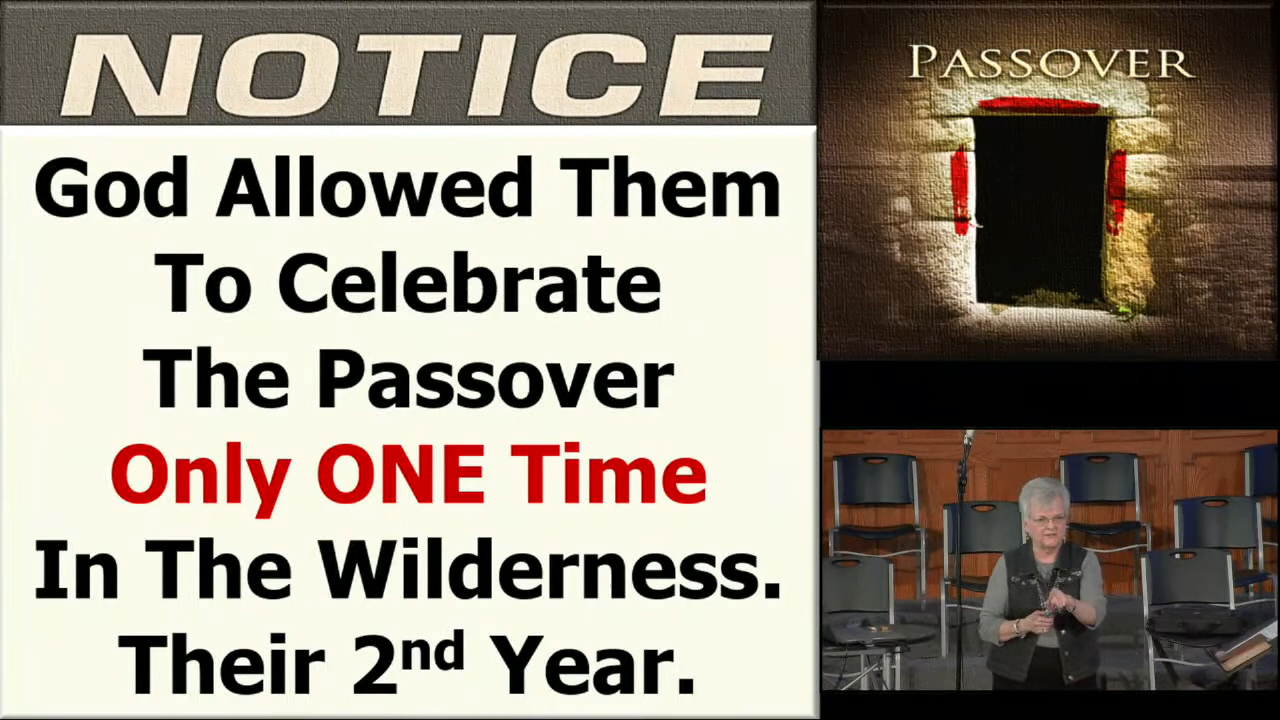 NOTICE
God Allowed Them
To Celebrate
The Passover
Only ONE Time
In The Wilderness.
Their 2nd Year.
PASSOVER